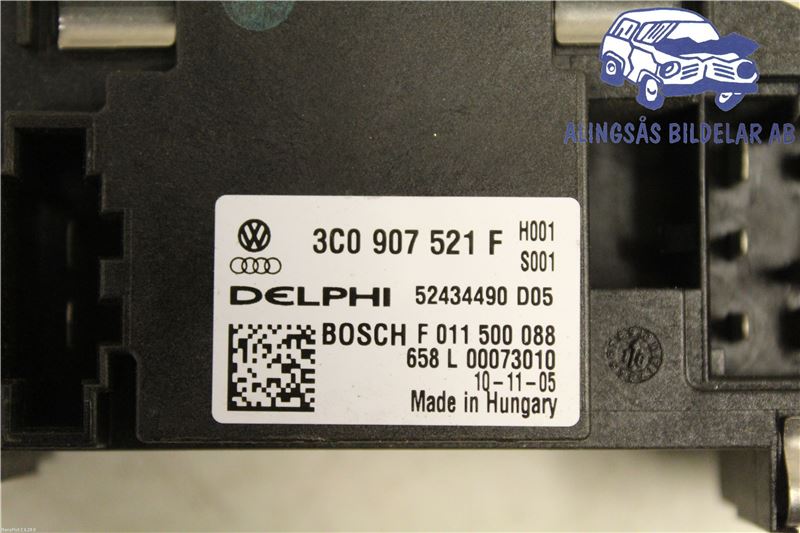 ALINGSÅS BILDELAR AB
3C0 907 521 F H001
S001
DELPHI 52434490 D05
BOSCH F 011 500 088
658 L 00073010
10-11-05
Made in Hungary